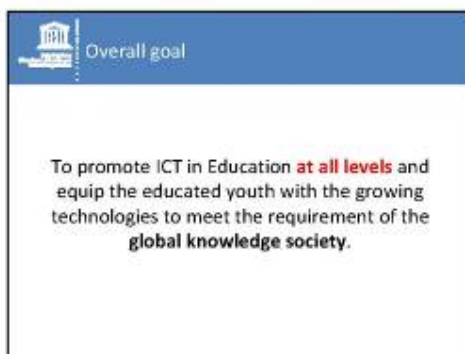 Overall goal
To promote ICT in Education at all levels and
equip the educated youth with the growing
technologies to meet the requirement of the
global knowledge society.